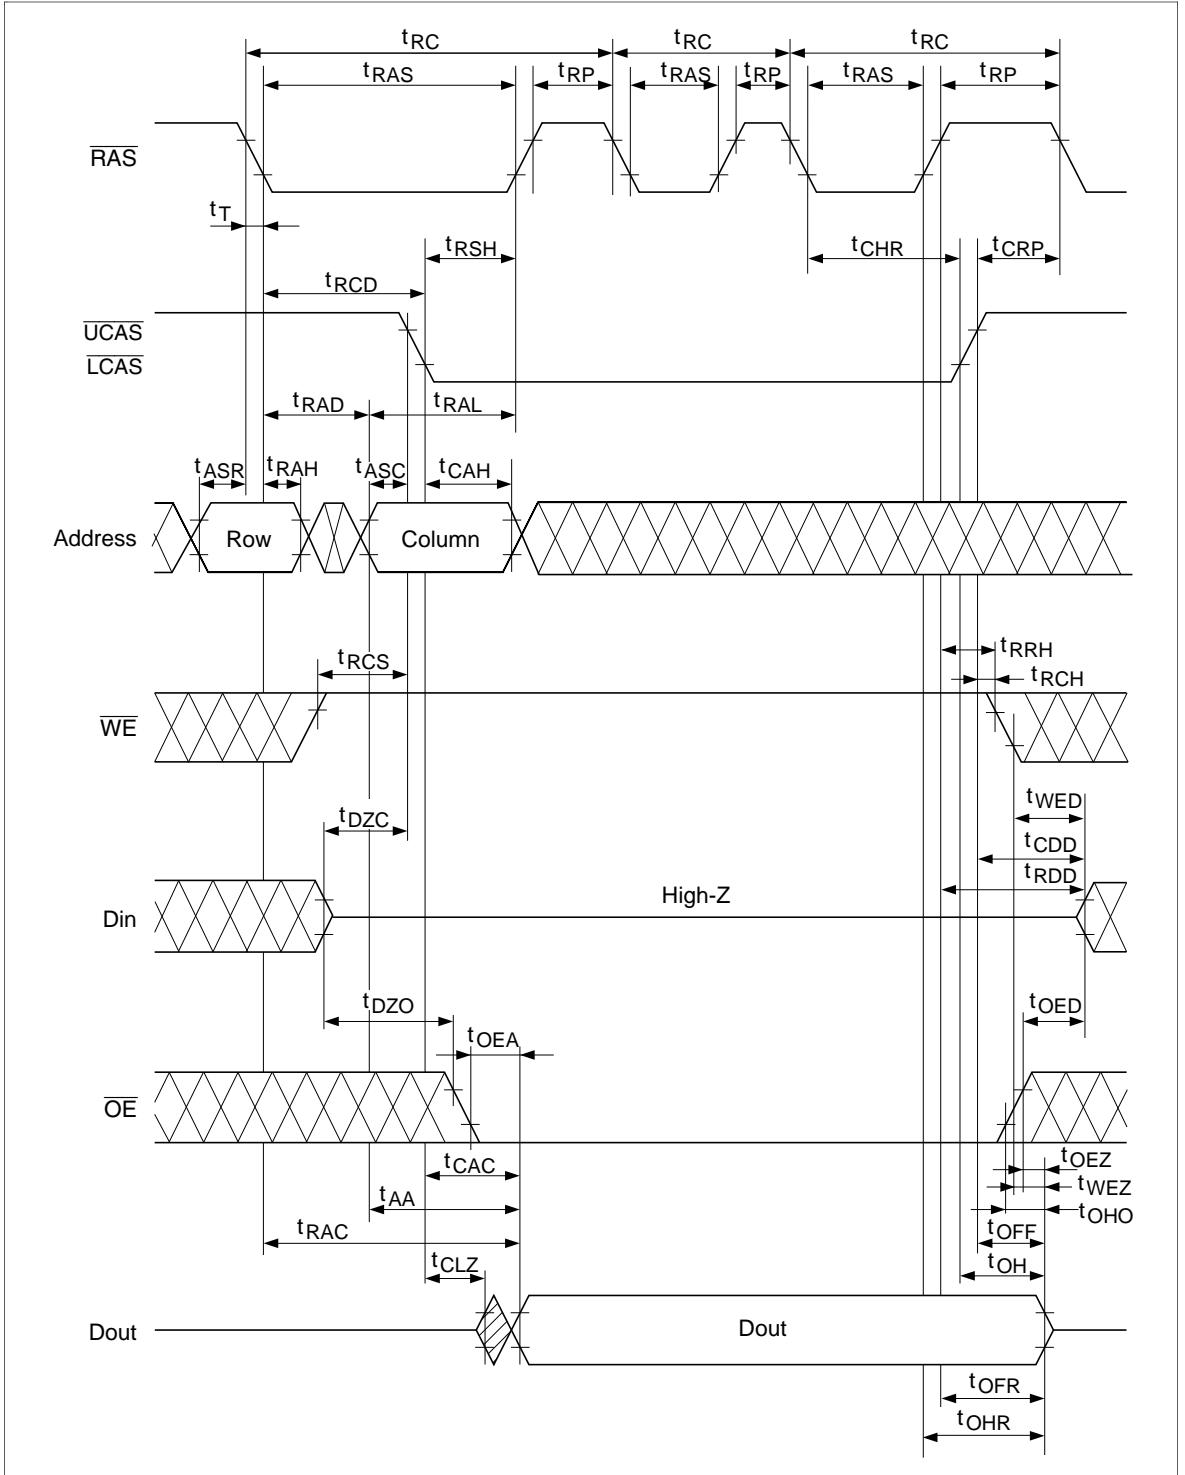 tRC tRC tRC
tRAS tRP tRAS tRP tRAS tRP
RAS
tT
tRSH tCHR tCRP
tRCD
UCAS
LCAS
tRAD tRAL
tASR tRAH tASC tCAH
Address Row Column
tRRH
tRCS
tRCH
WE
tWED
tDZC
tCDD
tRDD
Din High-Z
tDZO tOED
tOEA
OE
tOEZ
tCAC
tWEZ
tAA
tOHO
tRAC tOFF
tCLZ tOH
Dout Dout
tOFR
tOHR